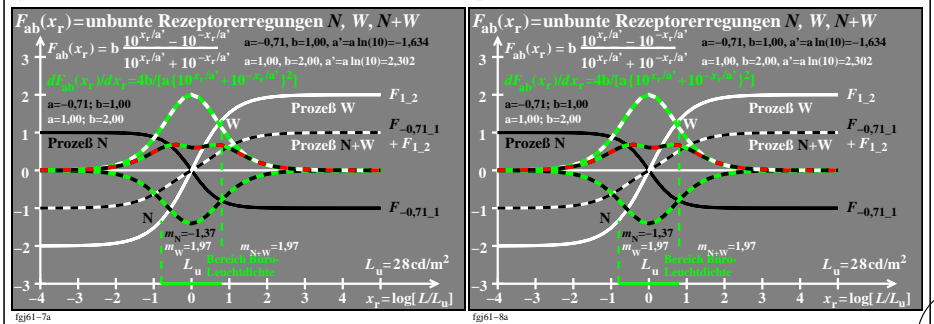 F_ab(x_r)=unbunte Rezeptorerregungen N, W, N+W
F_ab(x_r) = b (10^{x_r/a'} − 10^{−x_r/a'}) / (10^{x_r/a'} + 10^{−x_r/a'})
a=−0,71, b=1,00, a'=a ln(10)=−1,634
a=1,00, b=2,00, a'=a ln(10)=2,302
dF_ab(x_r)/dx_r=4b/[a{10^{x_r/a'}+10^{−x_r/a'}}^2]
a=−0,71; b=1,00
a=1,00; b=2,00
F_1_2
Prozeß W
W
F_−0,71_1
+ F_1_2
Prozeß N
Prozeß N+W
F_−0,71_1
N
m_N=−1,37
m_W=1,97 m_N+W=1,97
L_u
Bereich Büro-
Leuchtdichte
L_u=28cd/m²
3
2
1
0
−1
−2
−3
−4 −3 −2 −1 0 1 2 3 4
x_r=log[L/L_u]
fgj61−7a
F_ab(x_r)=unbunte Rezeptorerregungen N, W, N+W
F_ab(x_r) = b (10^{x_r/a'} − 10^{−x_r/a'}) / (10^{x_r/a'} + 10^{−x_r/a'})
a=−0,71, b=1,00, a'=a ln(10)=−1,634
a=1,00, b=2,00, a'=a ln(10)=2,302
dF_ab(x_r)/dx_r=4b/[a{10^{x_r/a'}+10^{−x_r/a'}}^2]
a=−0,71; b=1,00
a=1,00; b=2,00
F_1_2
Prozeß W
W
F_−0,71_1
+ F_1_2
Prozeß N
Prozeß N+W
F_−0,71_1
N
m_N=−1,37
m_W=1,97 m_N+W=1,97
L_u
Bereich Büro-
Leuchtdichte
L_u=28cd/m²
3
2
1
0
−1
−2
−3
−4 −3 −2 −1 0 1 2 3 4
x_r=log[L/L_u]
fgj61−8a